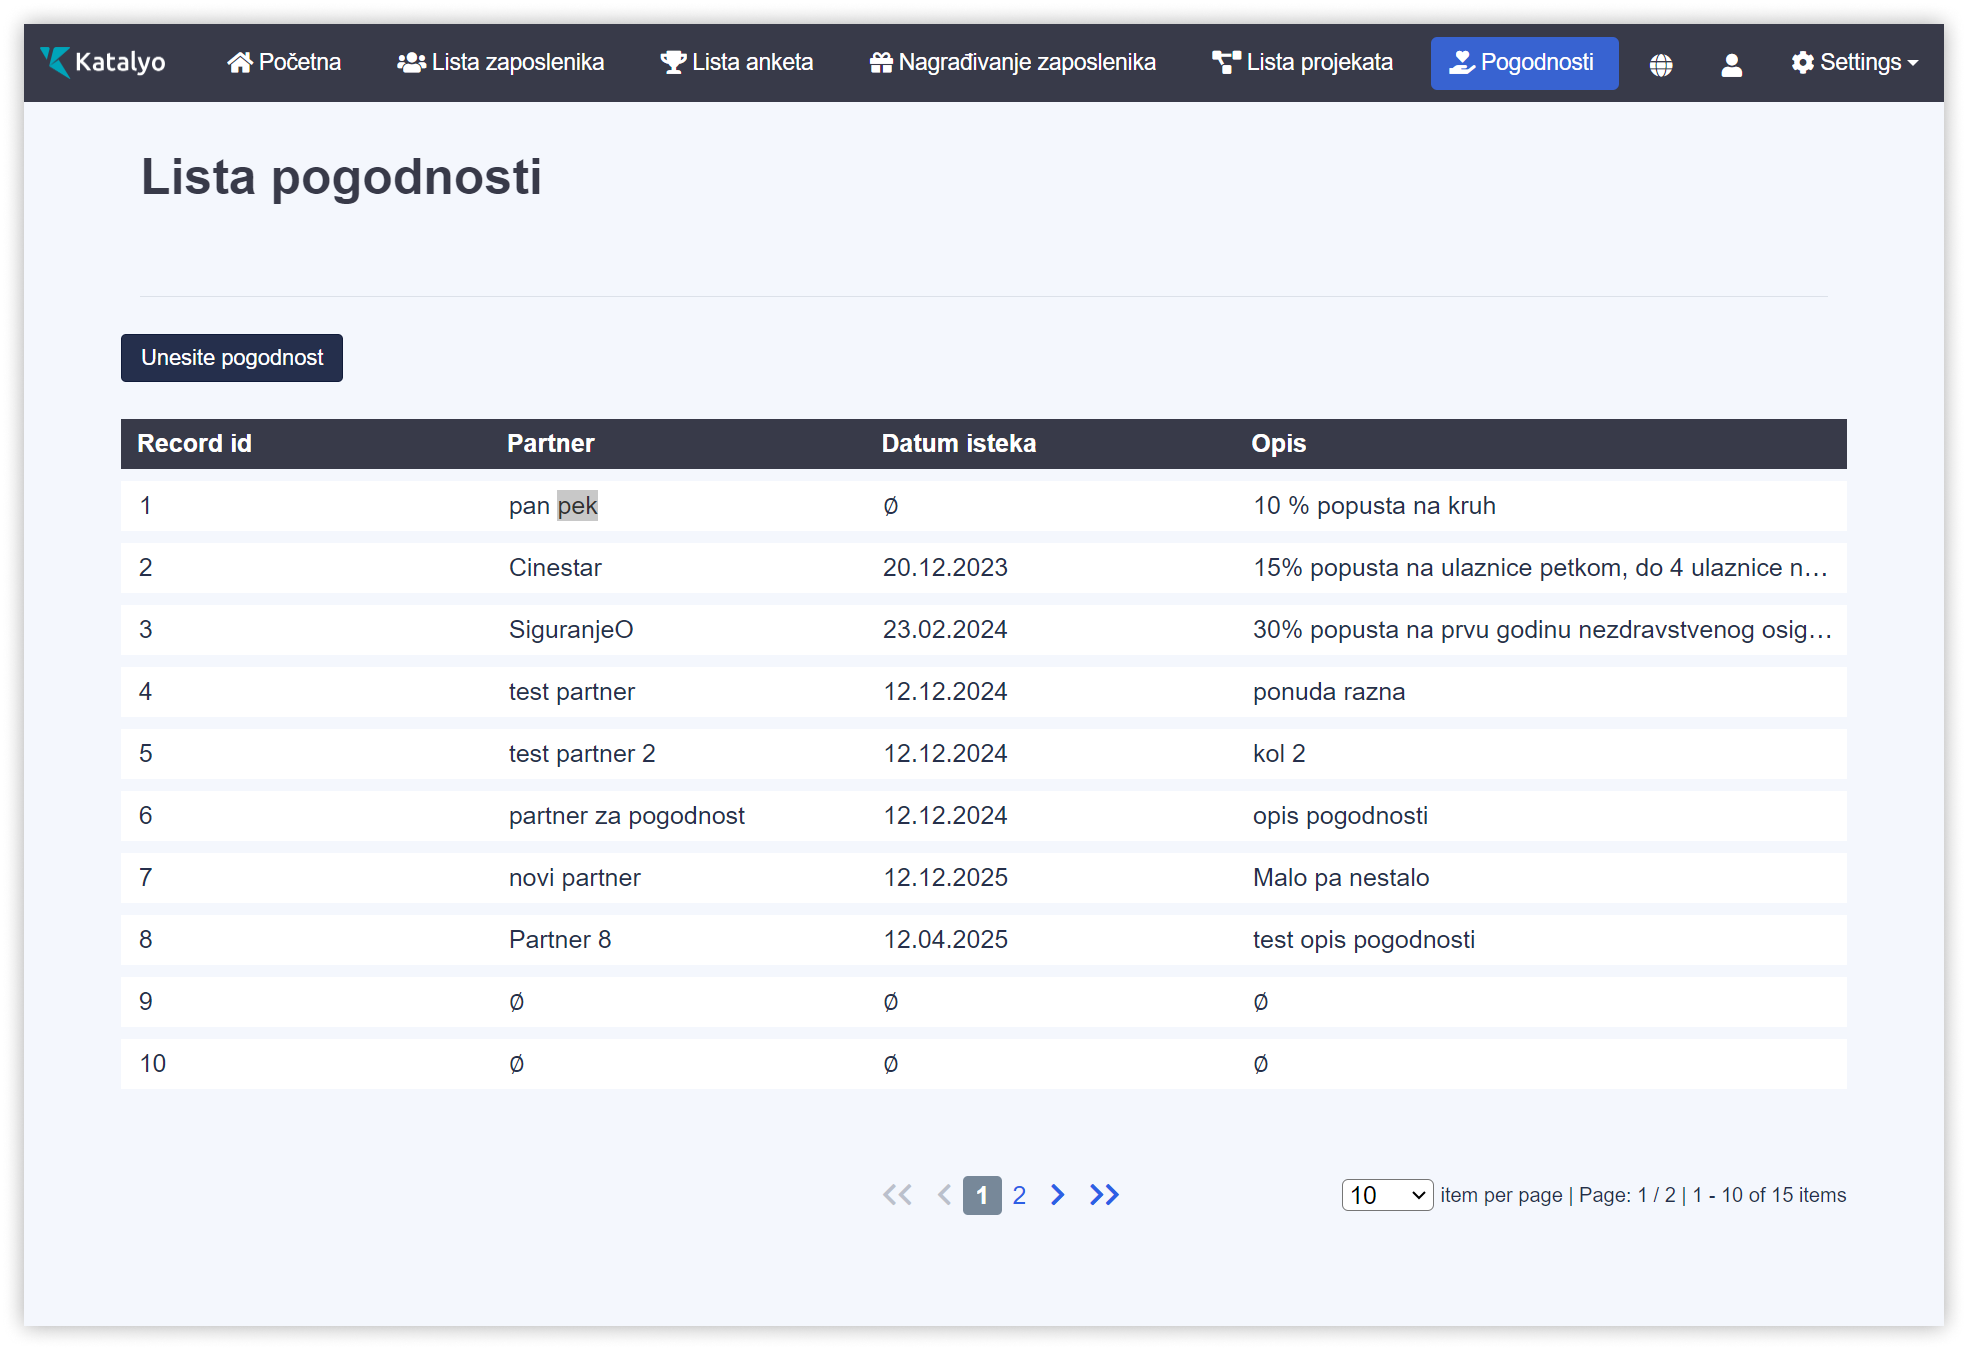 Katalyo Početna Lista zaposlenika Lista anketa Nagrađivanje zaposlenika Lista projekata Pogodnosti Settings
Lista pogodnosti
Unesite pogodnost
Record id Partner Datum isteka Opis
1 pan pek ∅ 10 % popusta na kruh
2 Cinestar 20.12.2023 15% popusta na ulaznice petkom, do 4 ulaznice n...
3 SiguranjeO 23.02.2024 30% popusta na prvu godinu nezdravstvenog osig...
4 test partner 12.12.2024 ponuda razna
5 test partner 2 12.12.2024 kol 2
6 partner za pogodnost 12.12.2024 opis pogodnosti
7 novi partner 12.12.2025 Malo pa nestalo
8 Partner 8 12.04.2025 test opis pogodnosti
9 ∅ ∅ ∅
10 ∅ ∅ ∅
1 2 10 item per page | Page: 1 / 2 | 1 - 10 of 15 items